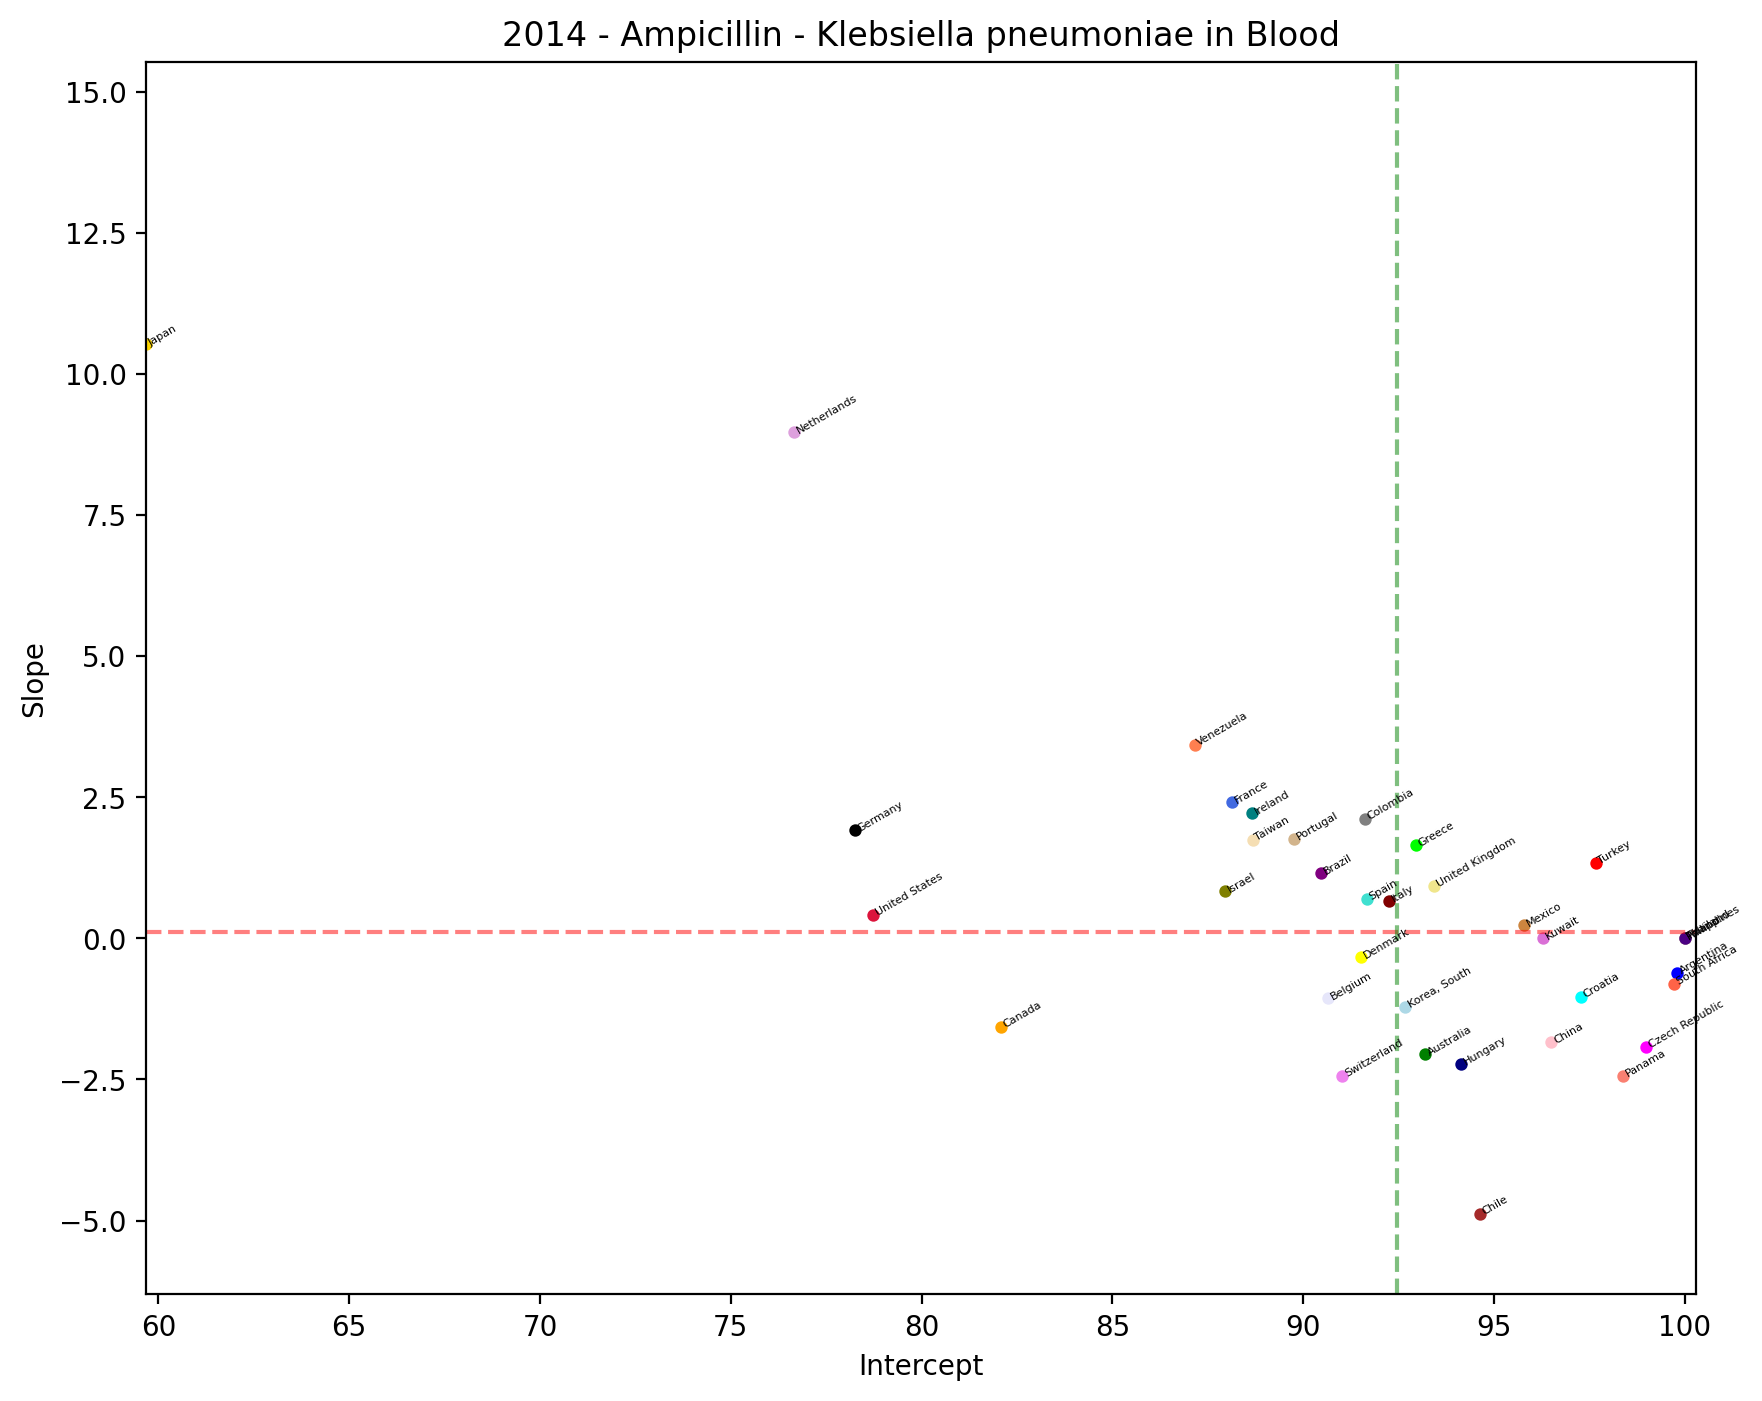 2014 - Ampicillin - Klebsiella pneumoniae in Blood
15.0
12.5
10.0
7.5
5.0
2.5
0.0
−2.5
−5.0
Slope
Japan
Netherlands
Venezuela
France
Ireland
Colombia
Germany
Taiwan
Portugal
Greece
Turkey
Brazil
United Kingdom
Israel
Spain
Italy
United States
Mexico
Kuwait
Denmark
Argentina
South Africa
Belgium
Croatia
Korea, South
Canada
China
Czech Republic
Australia
Hungary
Switzerland
Panama
Chile
60
65
70
75
80
85
90
95
100
Intercept